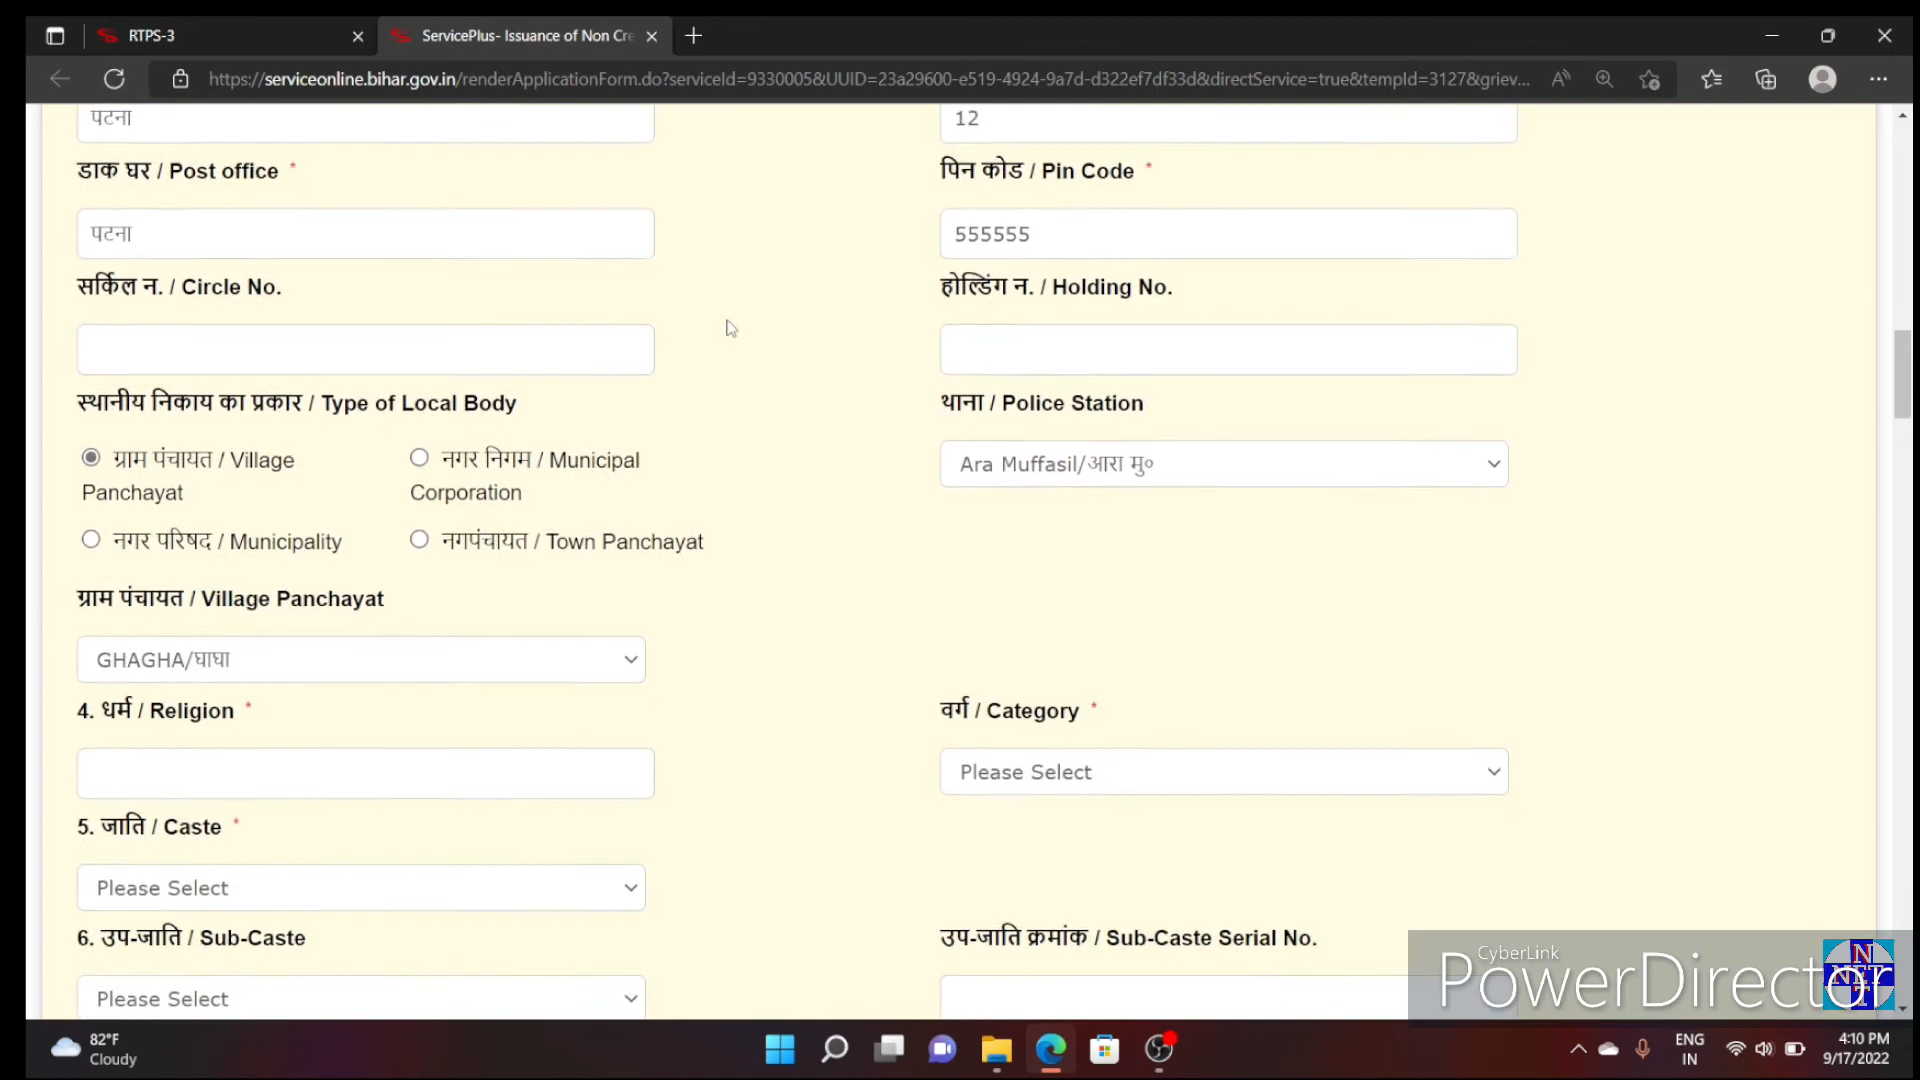 RTPS-3
ServicePlus- Issuance of Non Cre
https://serviceonline.bihar.gov.in/renderApplicationForm.do?serviceId=9330005&UUID=23a29600-e519-4924-9a7d-d322ef7df33d&directService=true&tempId=3127&griev...
पटना 12
डाक घर / Post office * पिन कोड / Pin Code *
पटना 555555
सर्किल न. / Circle No. होल्डिंग न. / Holding No.
स्थानीय निकाय का प्रकार / Type of Local Body थाना / Police Station
ग्राम पंचायत / Village Panchayat
नगर निगम / Municipal Corporation
Ara Muffasil/आरा मु०
नगर परिषद / Municipality नगपंचायत / Town Panchayat
ग्राम पंचायत / Village Panchayat
GHAGHA/घाघा
4. धर्म / Religion * वर्ग / Category *
Please Select
5. जाति / Caste *
Please Select
6. उप-जाति / Sub-Caste उप-जाति क्रमांक / Sub-Caste Serial No.
Please Select
CyberLink
PowerDirector
N
NET
T
82°F
Cloudy
ENG
IN
4:10 PM
9/17/2022